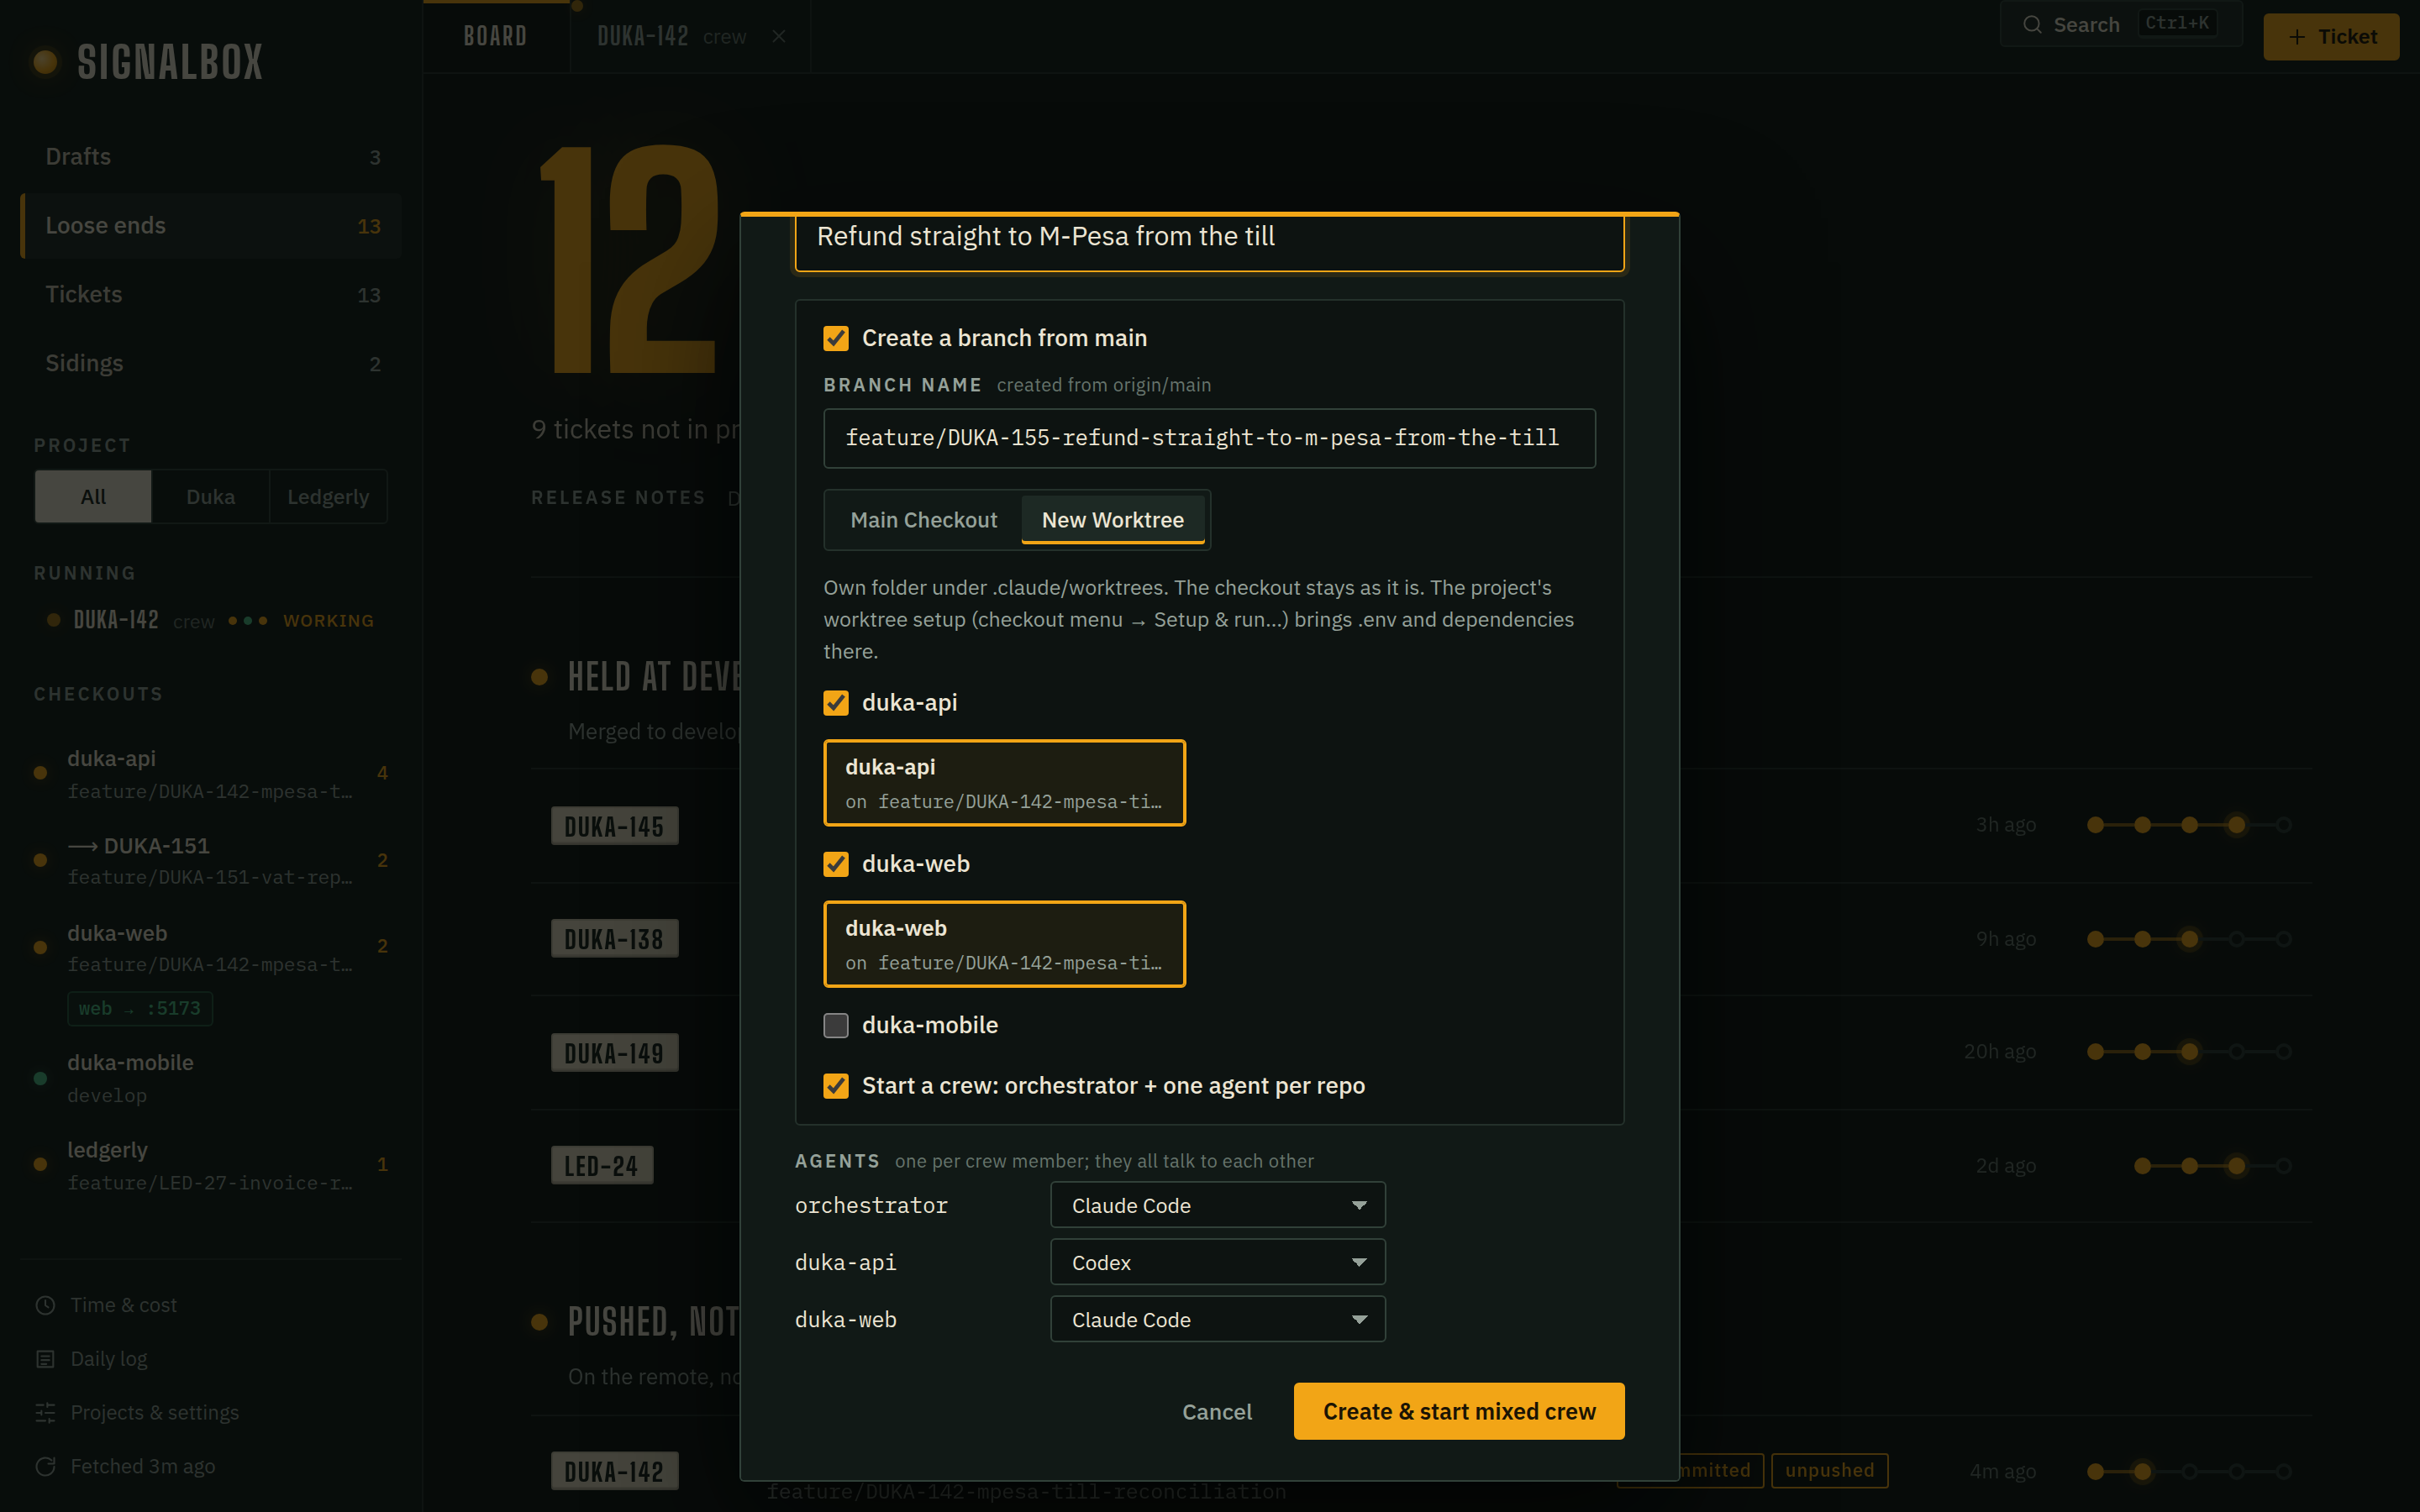 SIGNALBOX
Drafts 3
Loose ends 13
Tickets 13
Sidings 2
PROJECT
All Duka Ledgerly
RUNNING
DUKA-142 crew WORKING
CHECKOUTS
duka-api 4
feature/DUKA-142-mpesa-t…
⟶ DUKA-151 2
feature/DUKA-151-vat-rep…
duka-web 2
feature/DUKA-142-mpesa-t…
web → :5173
duka-mobile
develop
ledgerly 1
feature/LED-27-invoice-r…
Time & cost
Daily log
Projects & settings
Fetched 3m ago
BOARD DUKA-142 crew ×
Search Ctrl+K + Ticket
12
9 tickets not in pr
RELEASE NOTES D
HELD AT DEVE
Merged to develop
DUKA-145 3h ago
DUKA-138 9h ago
DUKA-149 20h ago
LED-24 2d ago
PUSHED, NOT
On the remote, no
DUKA-142 mmitted unpushed 4m ago
feature/DUKA-142-mpesa-till-reconciliation
Refund straight to M-Pesa from the till
Create a branch from main
BRANCH NAME created from origin/main
feature/DUKA-155-refund-straight-to-m-pesa-from-the-till
Main Checkout New Worktree
Own folder under .claude/worktrees. The checkout stays as it is. The project's
worktree setup (checkout menu → Setup & run…) brings .env and dependencies
there.
duka-api
duka-api
on feature/DUKA-142-mpesa-ti…
duka-web
duka-web
on feature/DUKA-142-mpesa-ti…
duka-mobile
Start a crew: orchestrator + one agent per repo
AGENTS one per crew member; they all talk to each other
orchestrator Claude Code
duka-api Codex
duka-web Claude Code
Cancel Create & start mixed crew